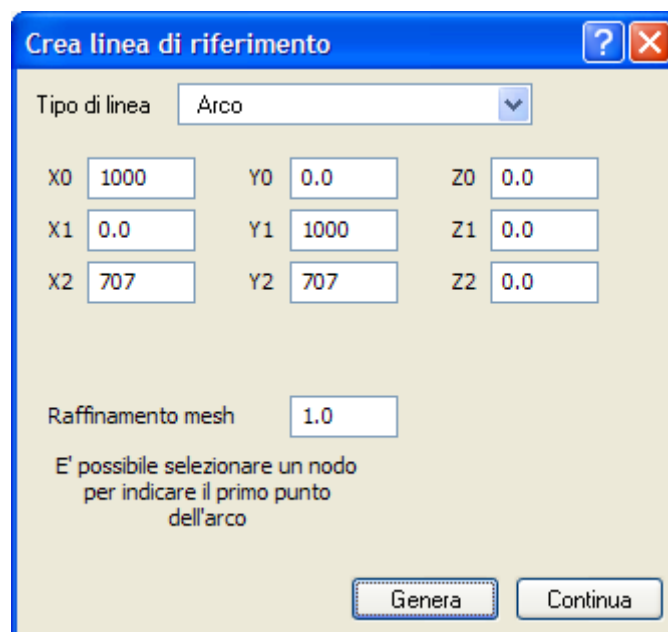 Crea linea di riferimento
Tipo di linea Arco
X0 1000 Y0 0.0 Z0 0.0
X1 0.0 Y1 1000 Z1 0.0
X2 707 Y2 707 Z2 0.0
Raffinamento mesh 1.0
E' possibile selezionare un nodo
per indicare il primo punto
dell'arco
Genera Continua